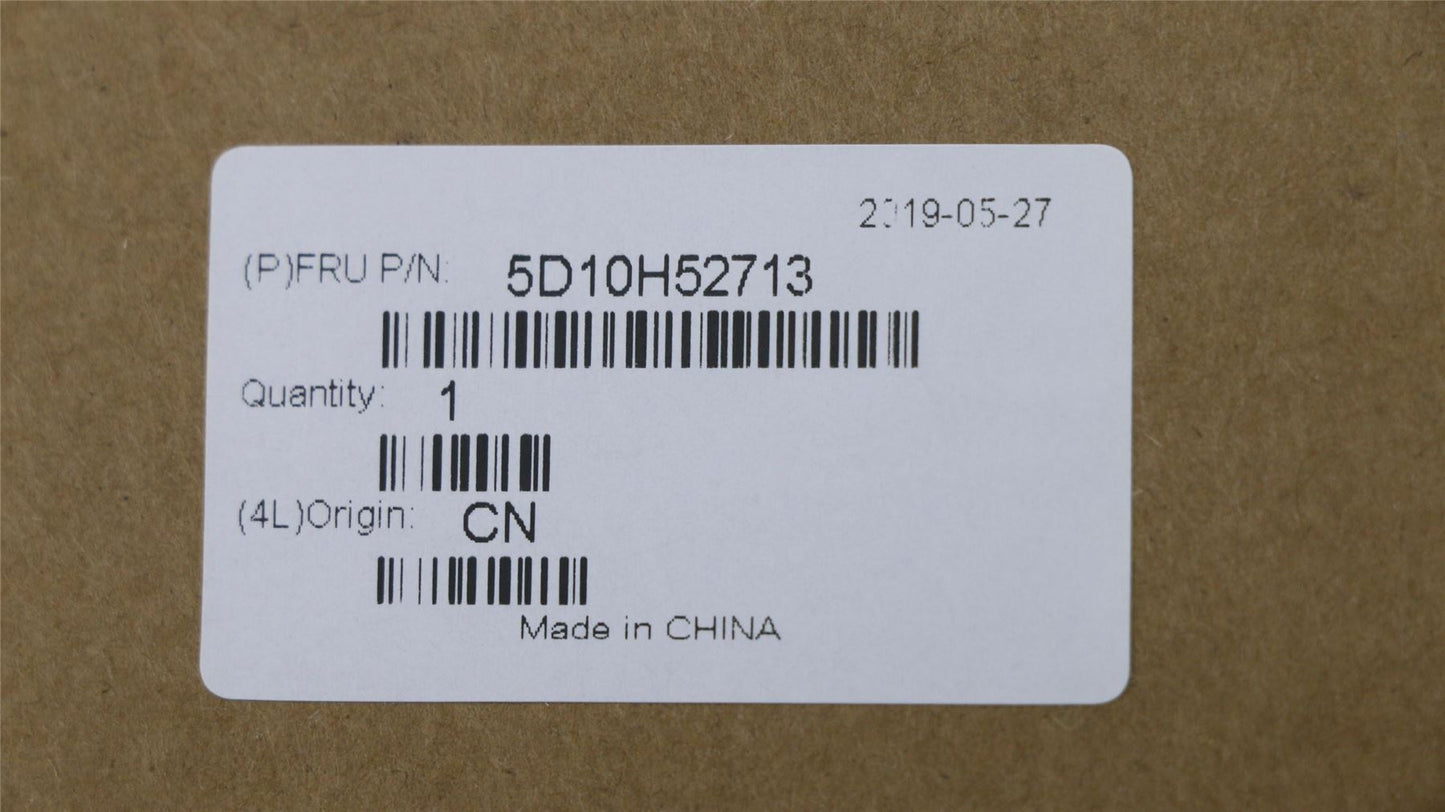 2019-05-27
(P)FRU P/N: 5D10H52713
Quantity: 1
(4L)Origin: CN
Made in CHINA